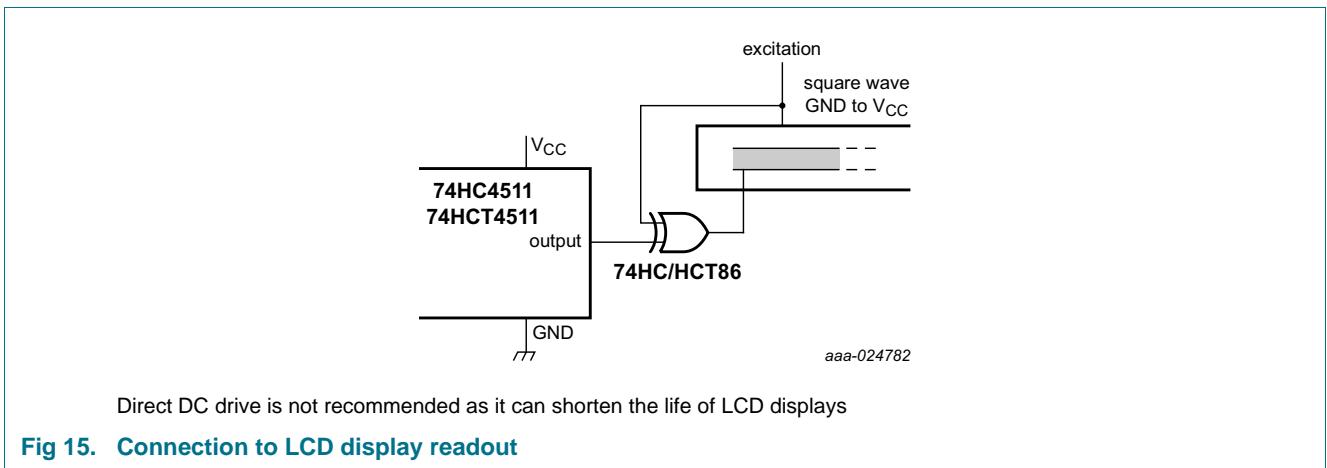 excitation
square wave
GND to VCC
VCC
74HC4511
74HCT4511
output
74HC/HCT86
GND
aaa-024782
Direct DC drive is not recommended as it can shorten the life of LCD displays
Fig 15. Connection to LCD display readout